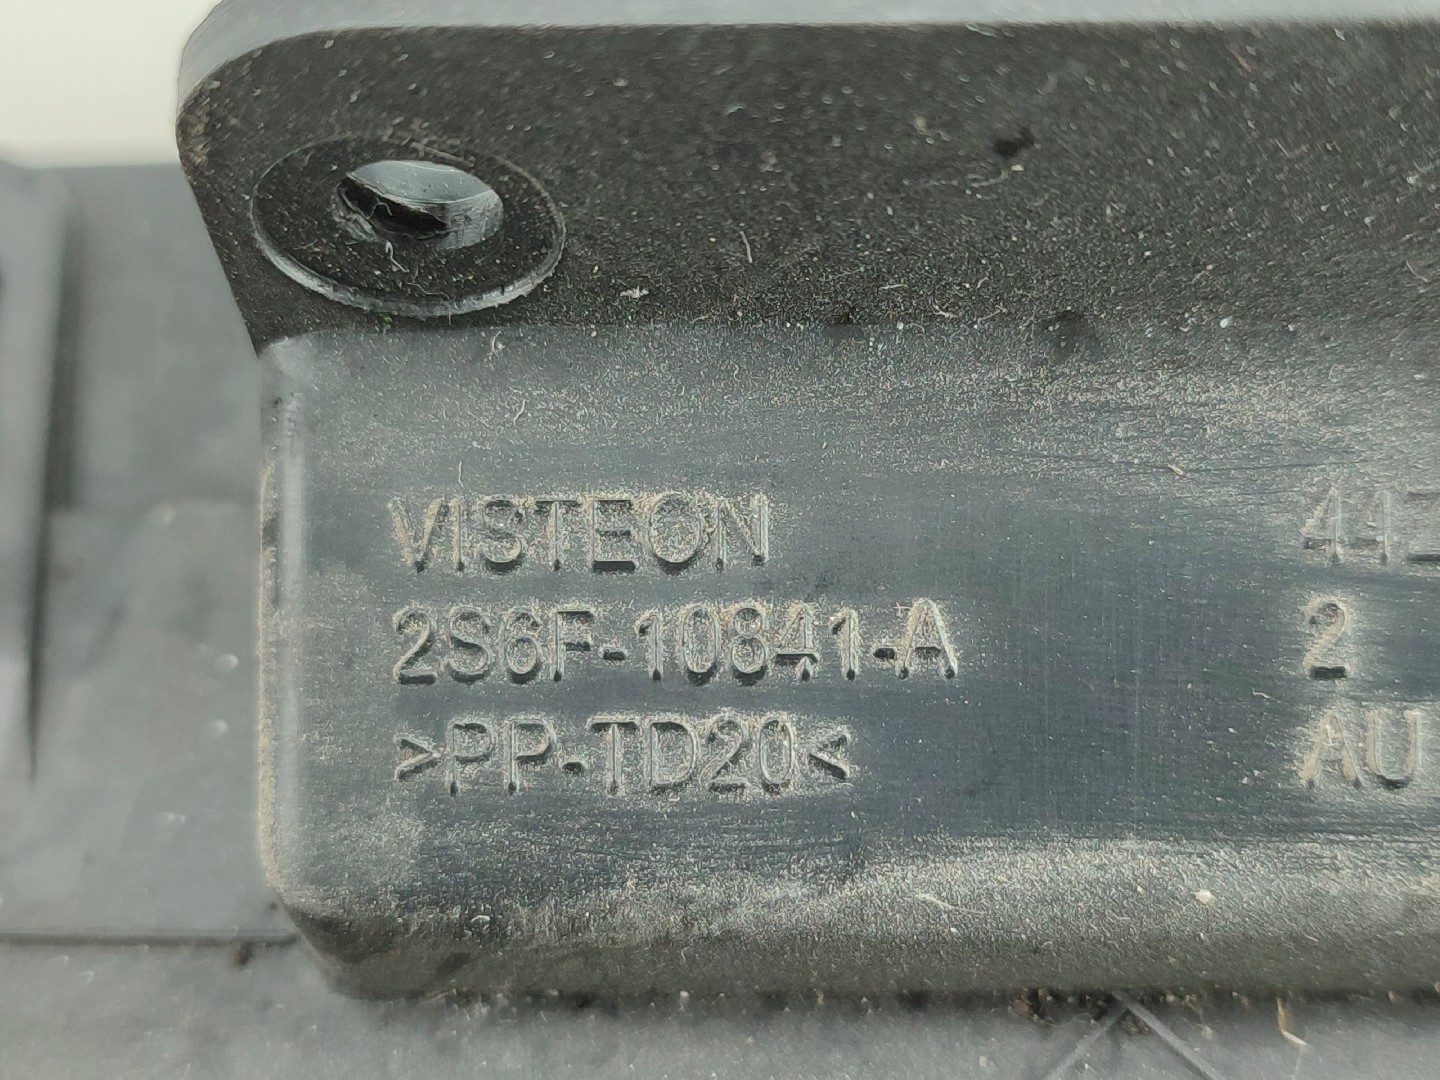 VISTEON
2S6F-10841-A
>PP-TD20<
2
AU